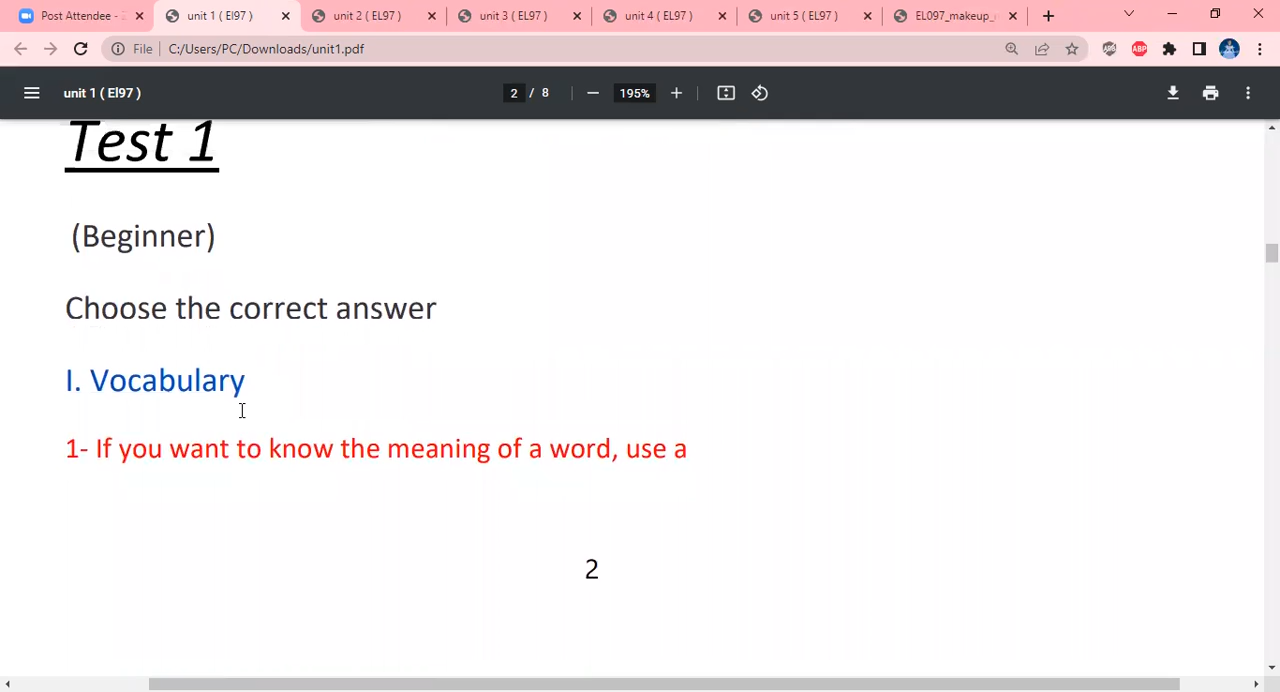 Post Attendee -
unit 1 ( El97 )
unit 2 ( EL97 )
unit 3 ( EL97 )
unit 4 ( EL97 )
unit 5 ( EL97 )
EL097_makeup_
File
C:/Users/PC/Downloads/unit1.pdf
ABP
unit 1 ( El97 )
2 / 8
195%
Test 1
(Beginner)
Choose the correct answer
I. Vocabulary
1- If you want to know the meaning of a word, use a
2